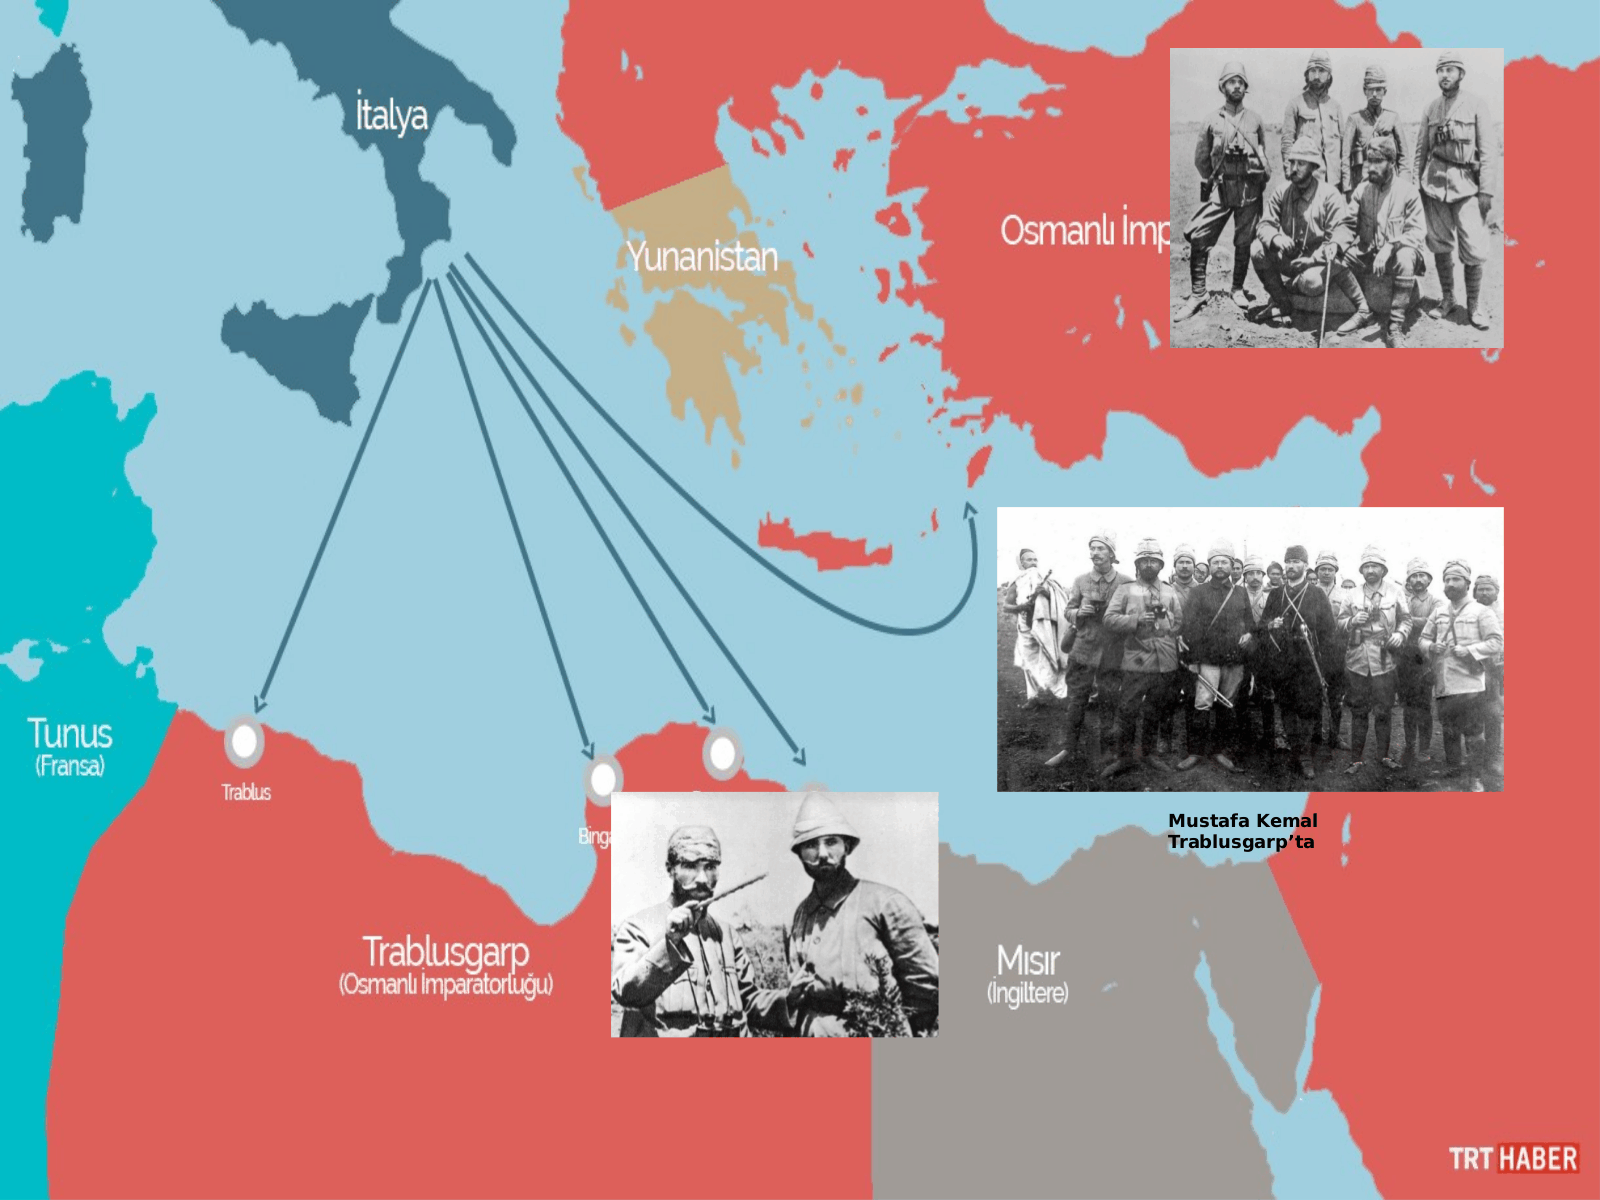 İtalya
Yunanistan
Osmanlı İmp
Tunus
(Fransa)
Trablus
Binga
Mustafa Kemal
Trablusgarp’ta
Trablusgarp
(Osmanlı İmparatorluğu)
Mısır
(İngiltere)
TRT HABER